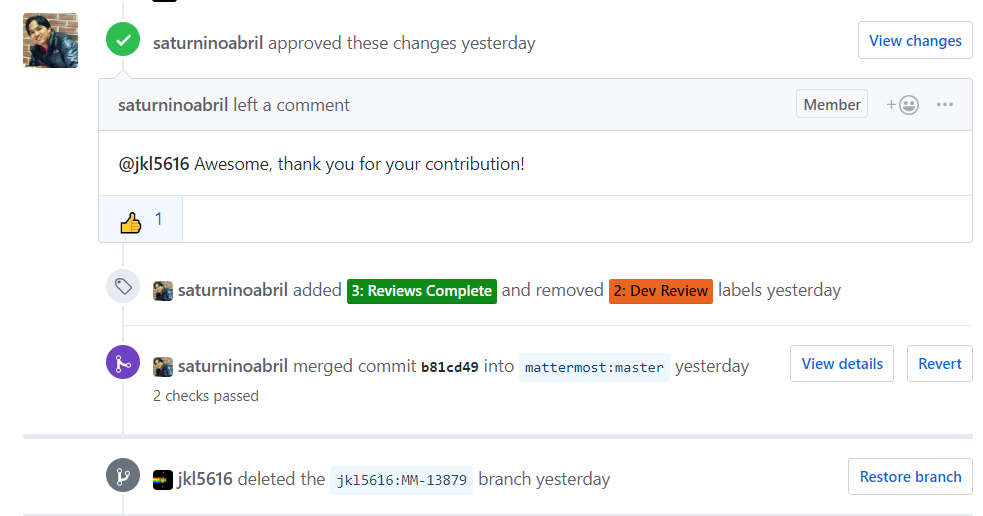 saturninoabril approved these changes yesterday
View changes
saturninoabril left a comment
Member
@jkl5616 Awesome, thank you for your contribution!
1
saturninoabril added 3: Reviews Complete and removed 2: Dev Review labels yesterday
saturninoabril merged commit b81cd49 into mattermost:master yesterday
View details
Revert
2 checks passed
jkl5616 deleted the jkl5616:MM-13879 branch yesterday
Restore branch